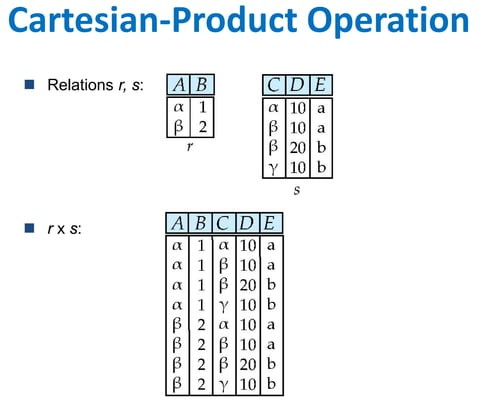 Cartesian-Product Operation
Relations r, s:
A B
α 1
β 2
r
C D E
α 10 a
β 10 a
β 20 b
γ 10 b
s
r x s:
A B C D E
α 1 α 10 a
α 1 β 10 a
α 1 β 20 b
α 1 γ 10 b
β 2 α 10 a
β 2 β 10 a
β 2 β 20 b
β 2 γ 10 b